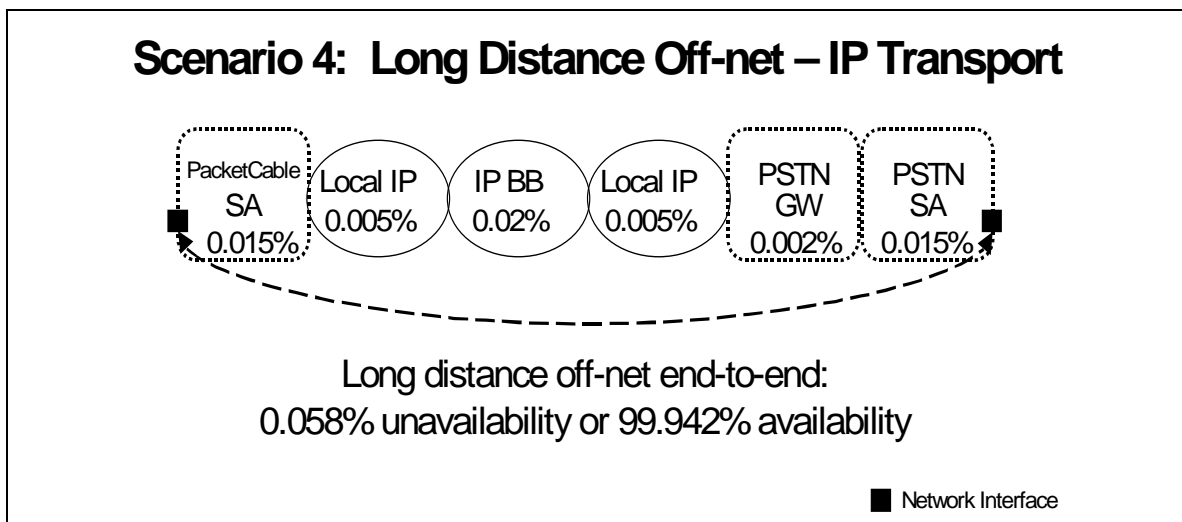 Scenario 4: Long Distance Off-net – IP Transport
PacketCable
SA
0.015%
Local IP
0.005%
IP BB
0.02%
Local IP
0.005%
PSTN
GW
0.002%
PSTN
SA
0.015%
Long distance off-net end-to-end:
0.058% unavailability or 99.942% availability
Network Interface